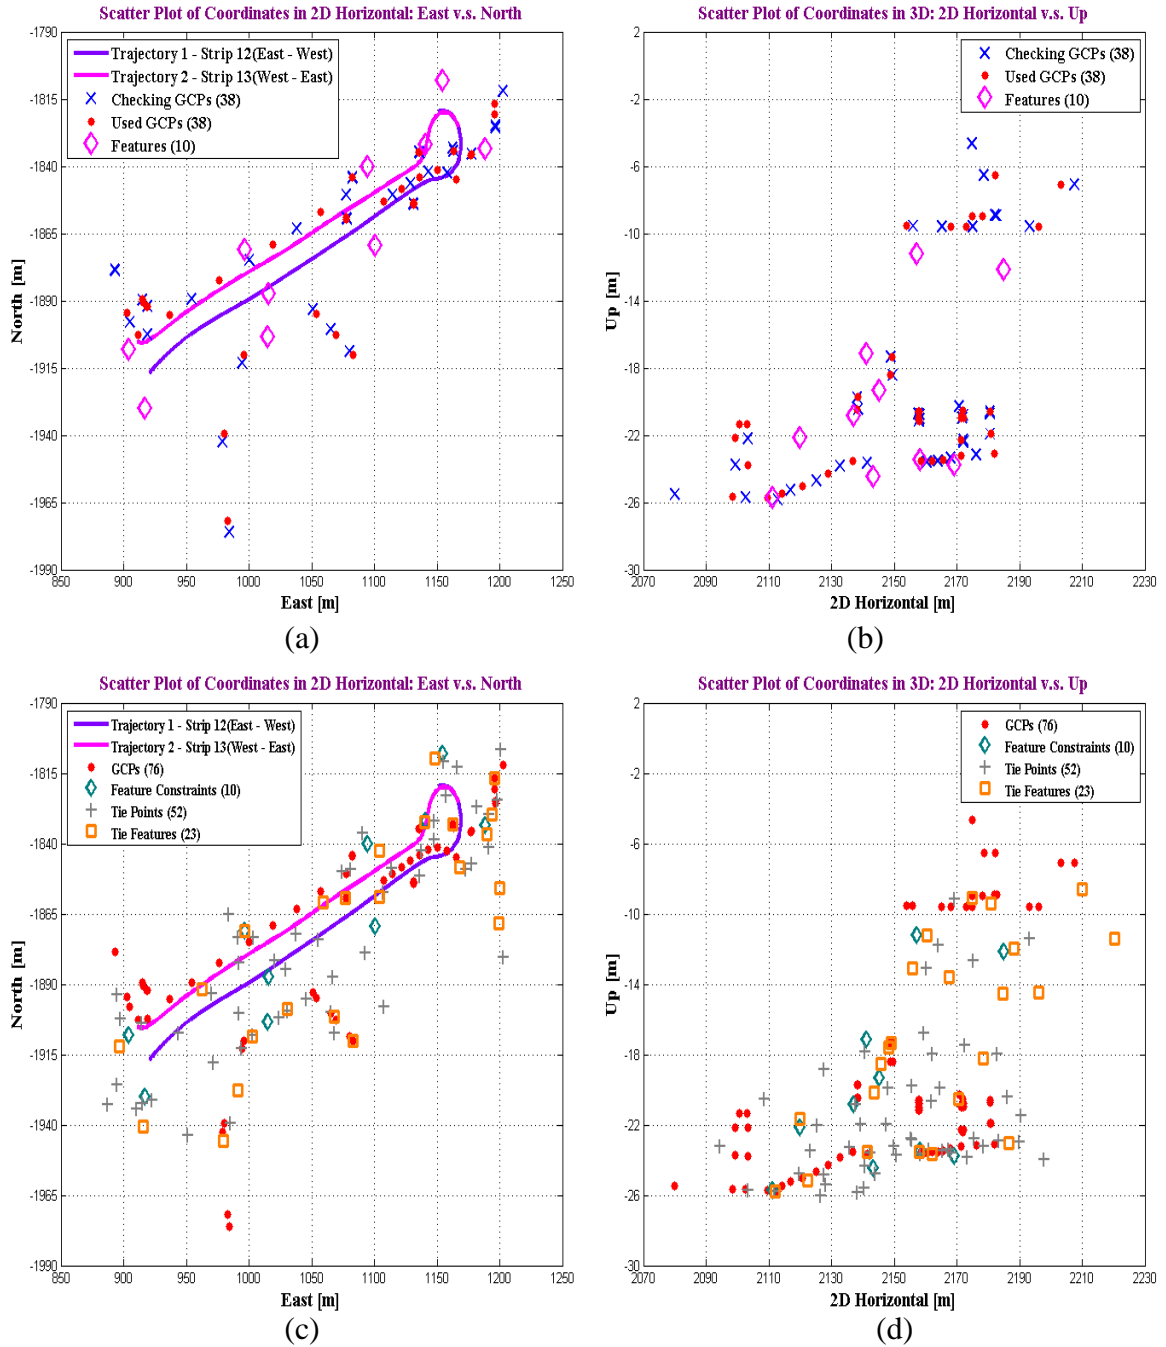 Scatter Plot of Coordinates in 2D Horizontal: East v.s. North
-1790
-1815
-1840
-1865
-1890
-1915
-1940
-1965
-1990
North [m]
Trajectory 1 - Strip 12(East - West)
Trajectory 2 - Strip 13(West - East)
Checking GCPs (38)
Used GCPs (38)
Features (10)
850 900 950 1000 1050 1100 1150 1200 1250
East [m]
(a)
Scatter Plot of Coordinates in 3D: 2D Horizontal v.s. Up
2
-2
-6
-10
-14
-18
-22
-26
-30
Up [m]
Checking GCPs (38)
Used GCPs (38)
Features (10)
2070 2090 2110 2130 2150 2170 2190 2210 2230
2D Horizontal [m]
(b)
Scatter Plot of Coordinates in 2D Horizontal: East v.s. North
-1790
-1815
-1840
-1865
-1890
-1915
-1940
-1965
-1990
North [m]
Trajectory 1 - Strip 12(East - West)
Trajectory 2 - Strip 13(West - East)
GCPs (76)
Feature Constraints (10)
Tie Points (52)
Tie Features (23)
850 900 950 1000 1050 1100 1150 1200 1250
East [m]
(c)
Scatter Plot of Coordinates in 3D: 2D Horizontal v.s. Up
2
-2
-6
-10
-14
-18
-22
-26
-30
Up [m]
GCPs (76)
Feature Constraints (10)
Tie Points (52)
Tie Features (23)
2070 2090 2110 2130 2150 2170 2190 2210 2230
2D Horizontal [m]
(d)